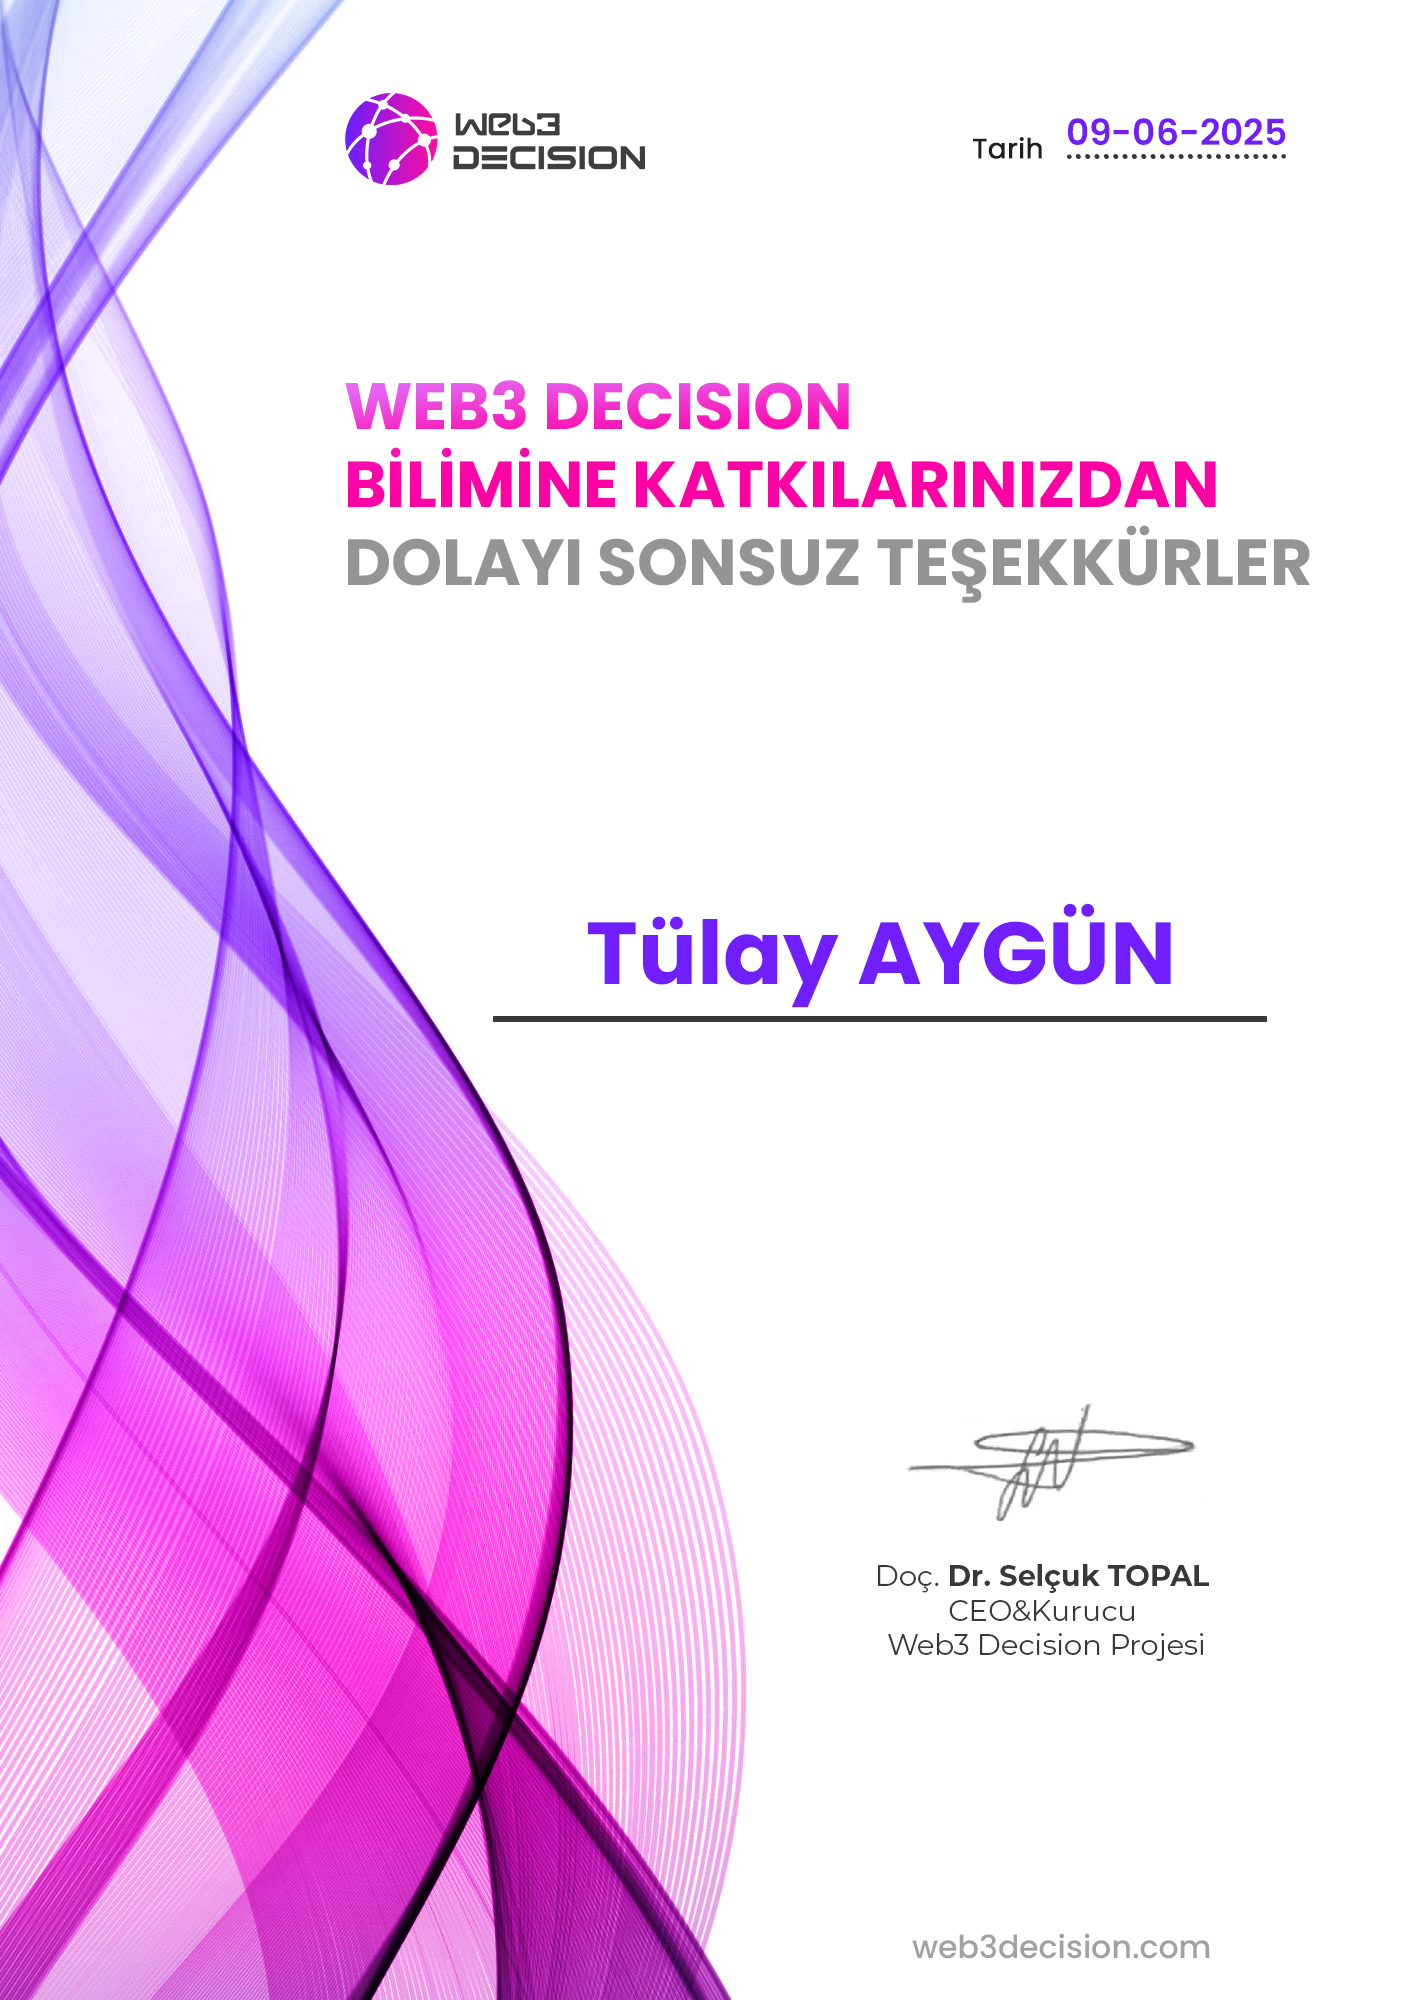 Web3
DECISION
Tarih 09-06-2025
WEB3 DECISION
BİLİMİNE KATKILARINIZDAN
DOLAYI SONSUZ TEŞEKKÜRLER
Tülay AYGÜN
Doç. Dr. Selçuk TOPAL
CEO&Kurucu
Web3 Decision Projesi
web3decision.com